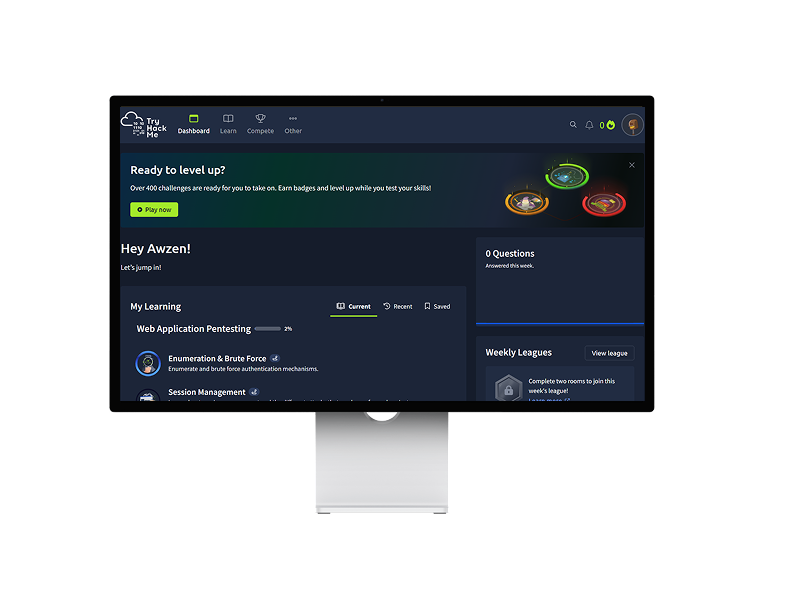 Try
Hack
Me
Dashboard
Learn
Compete
Other
0
Ready to level up?
Over 400 challenges are ready for you to take on. Earn badges and level up while you test your skills!
Play now
Hey Awzen!
Let's jump in!
0 Questions
Answered this week.
My Learning
Current
Recent
Saved
Web Application Pentesting
2%
Enumeration & Brute Force
Enumerate and brute force authentication mechanisms.
Session Management
Weekly Leagues
View league
Complete two rooms to join this
week's league!
Learn more